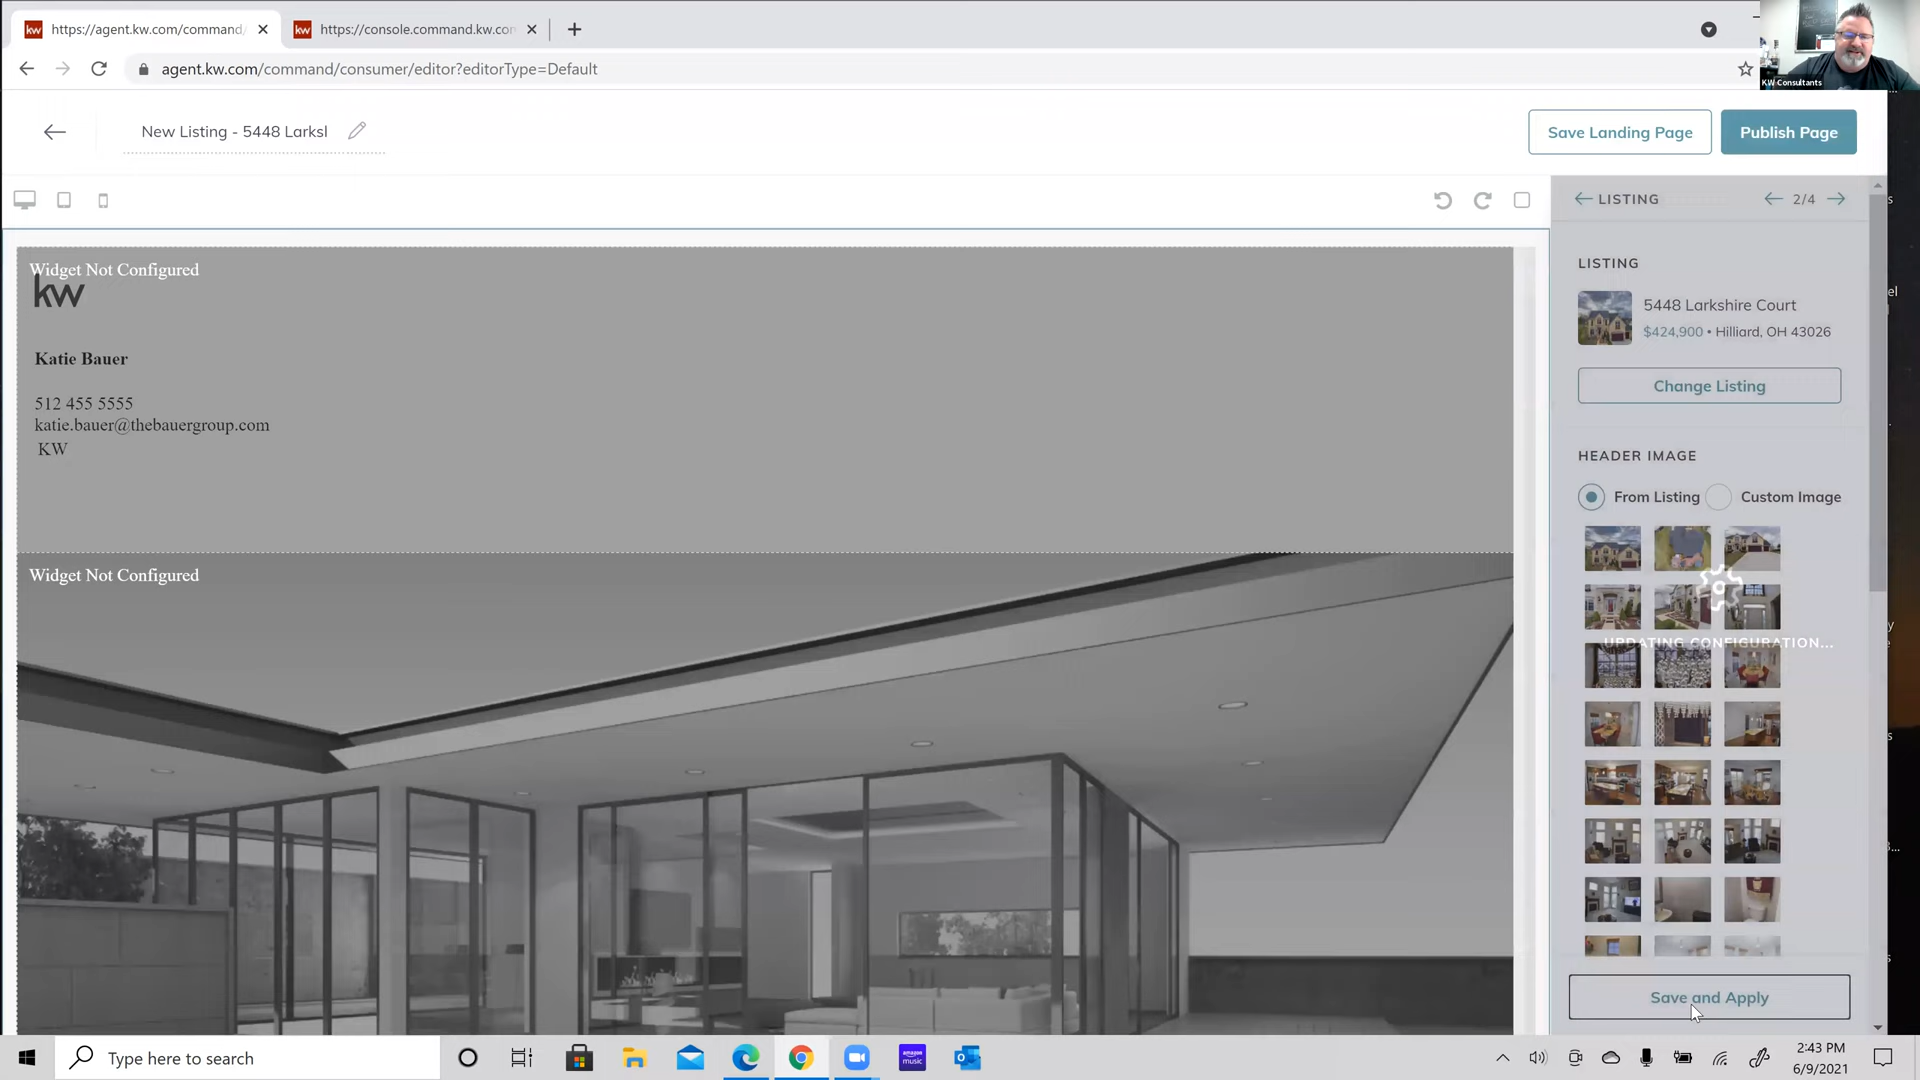 kw https://agent.kw.com/command/
kw https://console.command.kw.com
agent.kw.com/command/consumer/editor?editorType=Default
KW Consultants
New Listing - 5448 Larksl
Save Landing Page
Publish Page
LISTING
2/4
Widget Not Configured
kw
Katie Bauer
512 455 5555
katie.bauer@thebauergroup.com
KW
Widget Not Configured
LISTING
5448 Larkshire Court
$424,900 • Hilliard, OH 43026
Change Listing
HEADER IMAGE
From Listing
Custom Image
UPDATING CONFIGURATION...
Save and Apply
Type here to search
amazon music
2:43 PM
6/9/2021